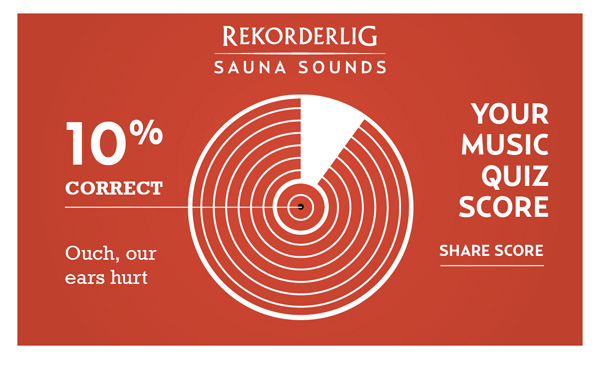 REKORDERLIG
SAUNA SOUNDS
10%
CORRECT
Ouch, our
ears hurt
YOUR
MUSIC
QUIZ
SCORE
SHARE SCORE